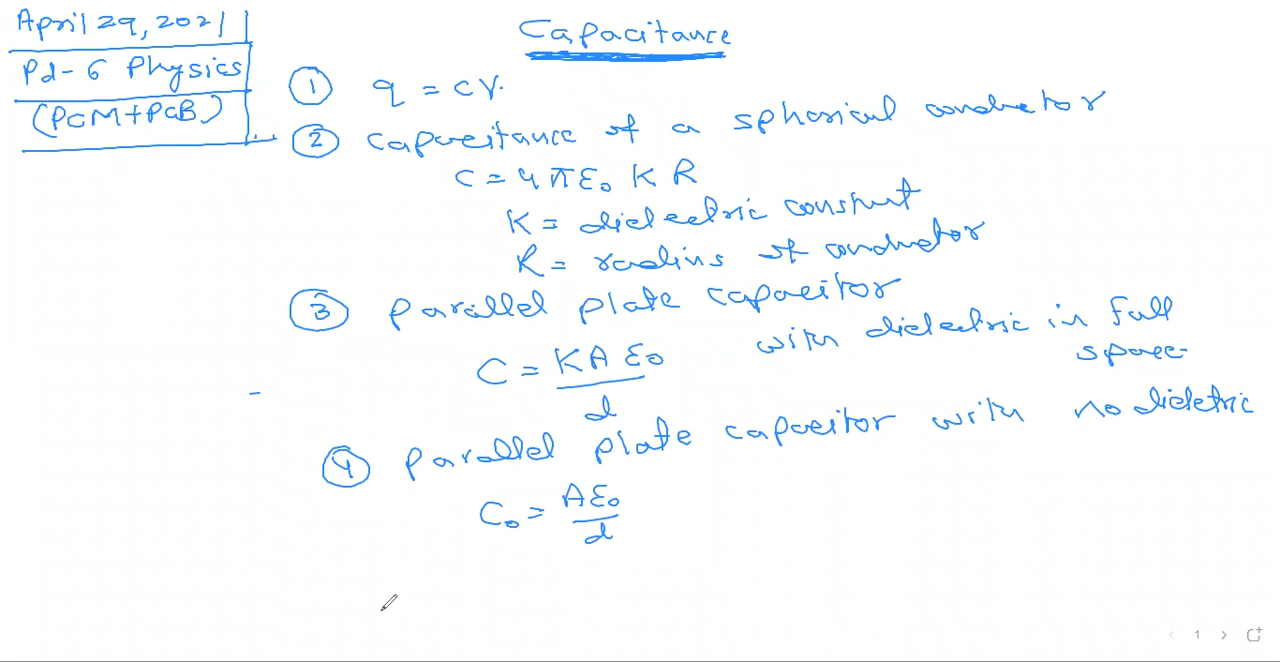 April 29, 2021
Pd-6 Physics
(PCM+PCB)
Capacitance
① q = CV.
② Capacitance of a spherical conductor
C = 4πε₀ K R
K = dielectric constant
R = radius of conductor
③ Parallel plate capacitor
with dielectric in full
space
C = KAε₀/d
④ Parallel plate capacitor with no dieletric
C₀ = Aε₀/d
1